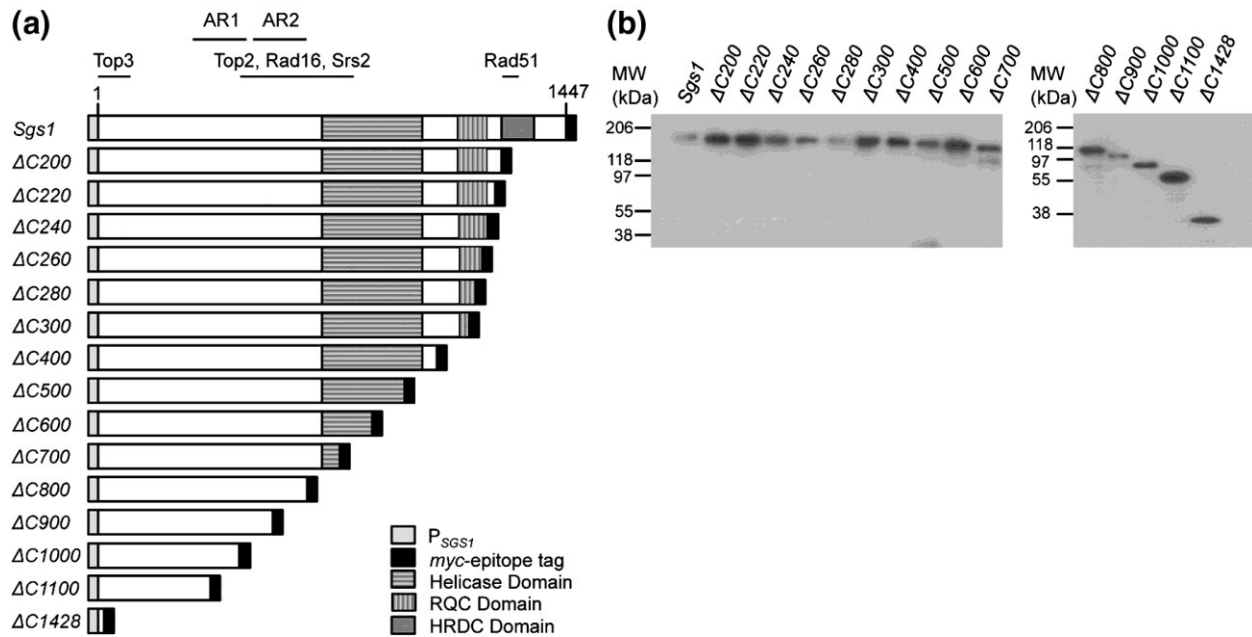 (a)
AR1 AR2
Top3
Top2, Rad16, Srs2
Rad51
1
1447
Sgs1
ΔC200
ΔC220
ΔC240
ΔC260
ΔC280
ΔC300
ΔC400
ΔC500
ΔC600
ΔC700
ΔC800
ΔC900
ΔC1000
ΔC1100
ΔC1428
PSGS1
myc-epitope tag
Helicase Domain
RQC Domain
HRDC Domain
(b)
MW
(kDa)
Sgs1 ΔC200 ΔC220 ΔC240 ΔC260 ΔC280 ΔC300 ΔC400 ΔC500 ΔC600 ΔC700
206
118
97
55
38
MW
(kDa)
ΔC800 ΔC900 ΔC1000 ΔC1100 ΔC1428
206
118
97
55
38